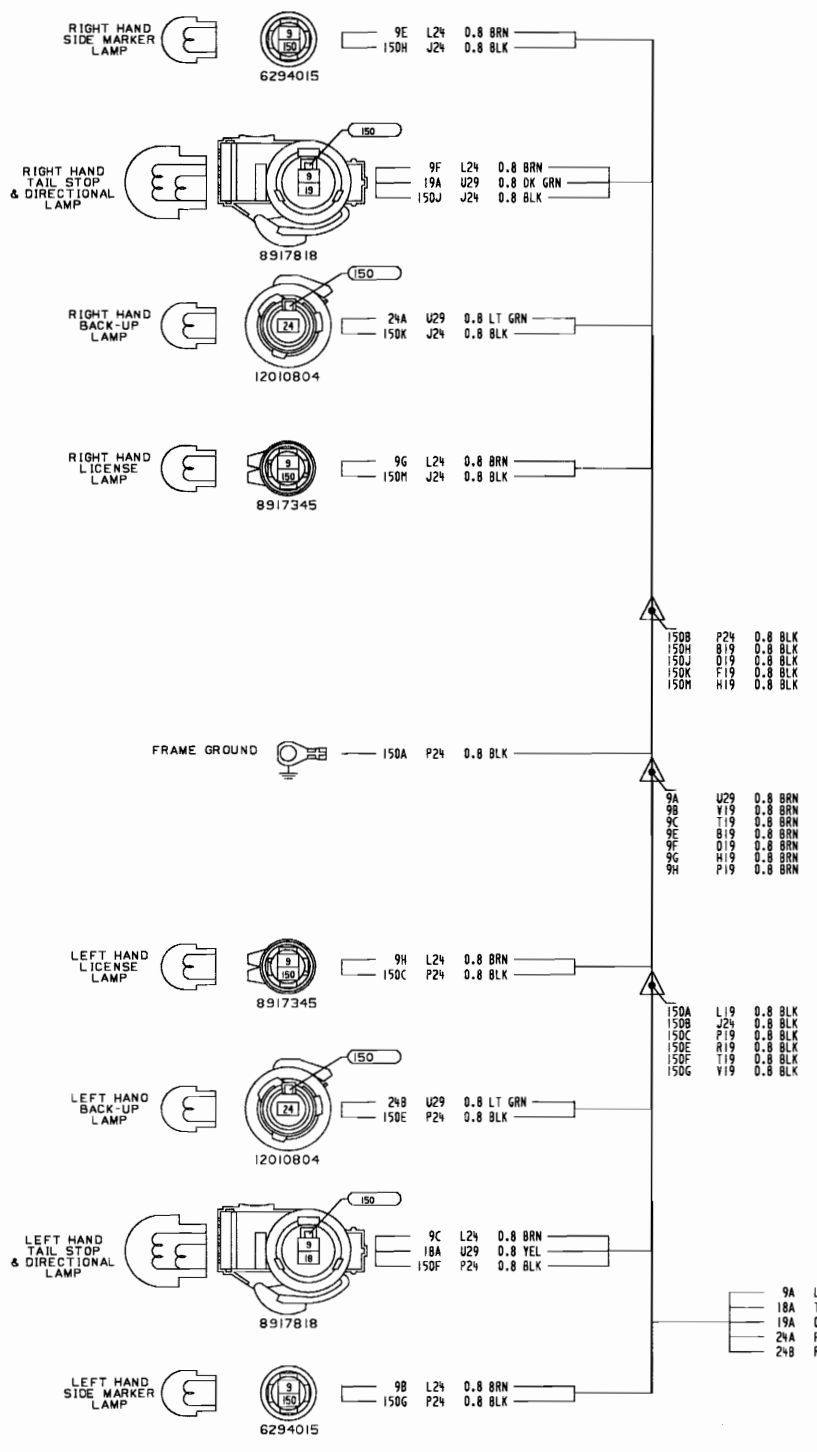 RIGHT HAND
SIDE MARKER
LAMP
9
150
6294015
9E L24 0.8 BRN
150H J24 0.8 BLK
150
RIGHT HAND
TAIL STOP
& DIRECTIONAL
LAMP
9
19
8917818
9F L24 0.8 BRN
19A U29 0.8 DK GRN
150J J24 0.8 BLK
150
RIGHT HAND
BACK-UP
LAMP
24
12010804
24A U29 0.8 LT GRN
150K J24 0.8 BLK
RIGHT HAND
LICENSE
LAMP
9
150
8917345
9G L24 0.8 BRN
150M J24 0.8 BLK
150B P24 0.8 BLK
150H B19 0.8 BLK
150J D19 0.8 BLK
150K F19 0.8 BLK
150M H19 0.8 BLK
FRAME GROUND
150A P24 0.8 BLK
9A U29 0.8 BRN
9B V19 0.8 BRN
9C T19 0.8 BRN
9E B19 0.8 BRN
9F D19 0.8 BRN
9G H19 0.8 BRN
9H P19 0.8 BRN
LEFT HAND
LICENSE
LAMP
9
150
8917345
9H L24 0.8 BRN
150C P24 0.8 BLK
150A L19 0.8 BLK
150B J24 0.8 BLK
150C P19 0.8 BLK
150E R19 0.8 BLK
150F T19 0.8 BLK
150G V19 0.8 BLK
150
LEFT HAND
BACK-UP
LAMP
24
12010804
24B U29 0.8 LT GRN
150E P24 0.8 BLK
150
LEFT HAND
TAIL STOP
& DIRECTIONAL
LAMP
9
18
8917818
9C L24 0.8 BRN
18A U29 0.8 YEL
150F P24 0.8 BLK
9A
18A
19A
24A
24B
LEFT HAND
SIDE MARKER
LAMP
9
150
6294015
9B L24 0.8 BRN
150G P24 0.8 BLK